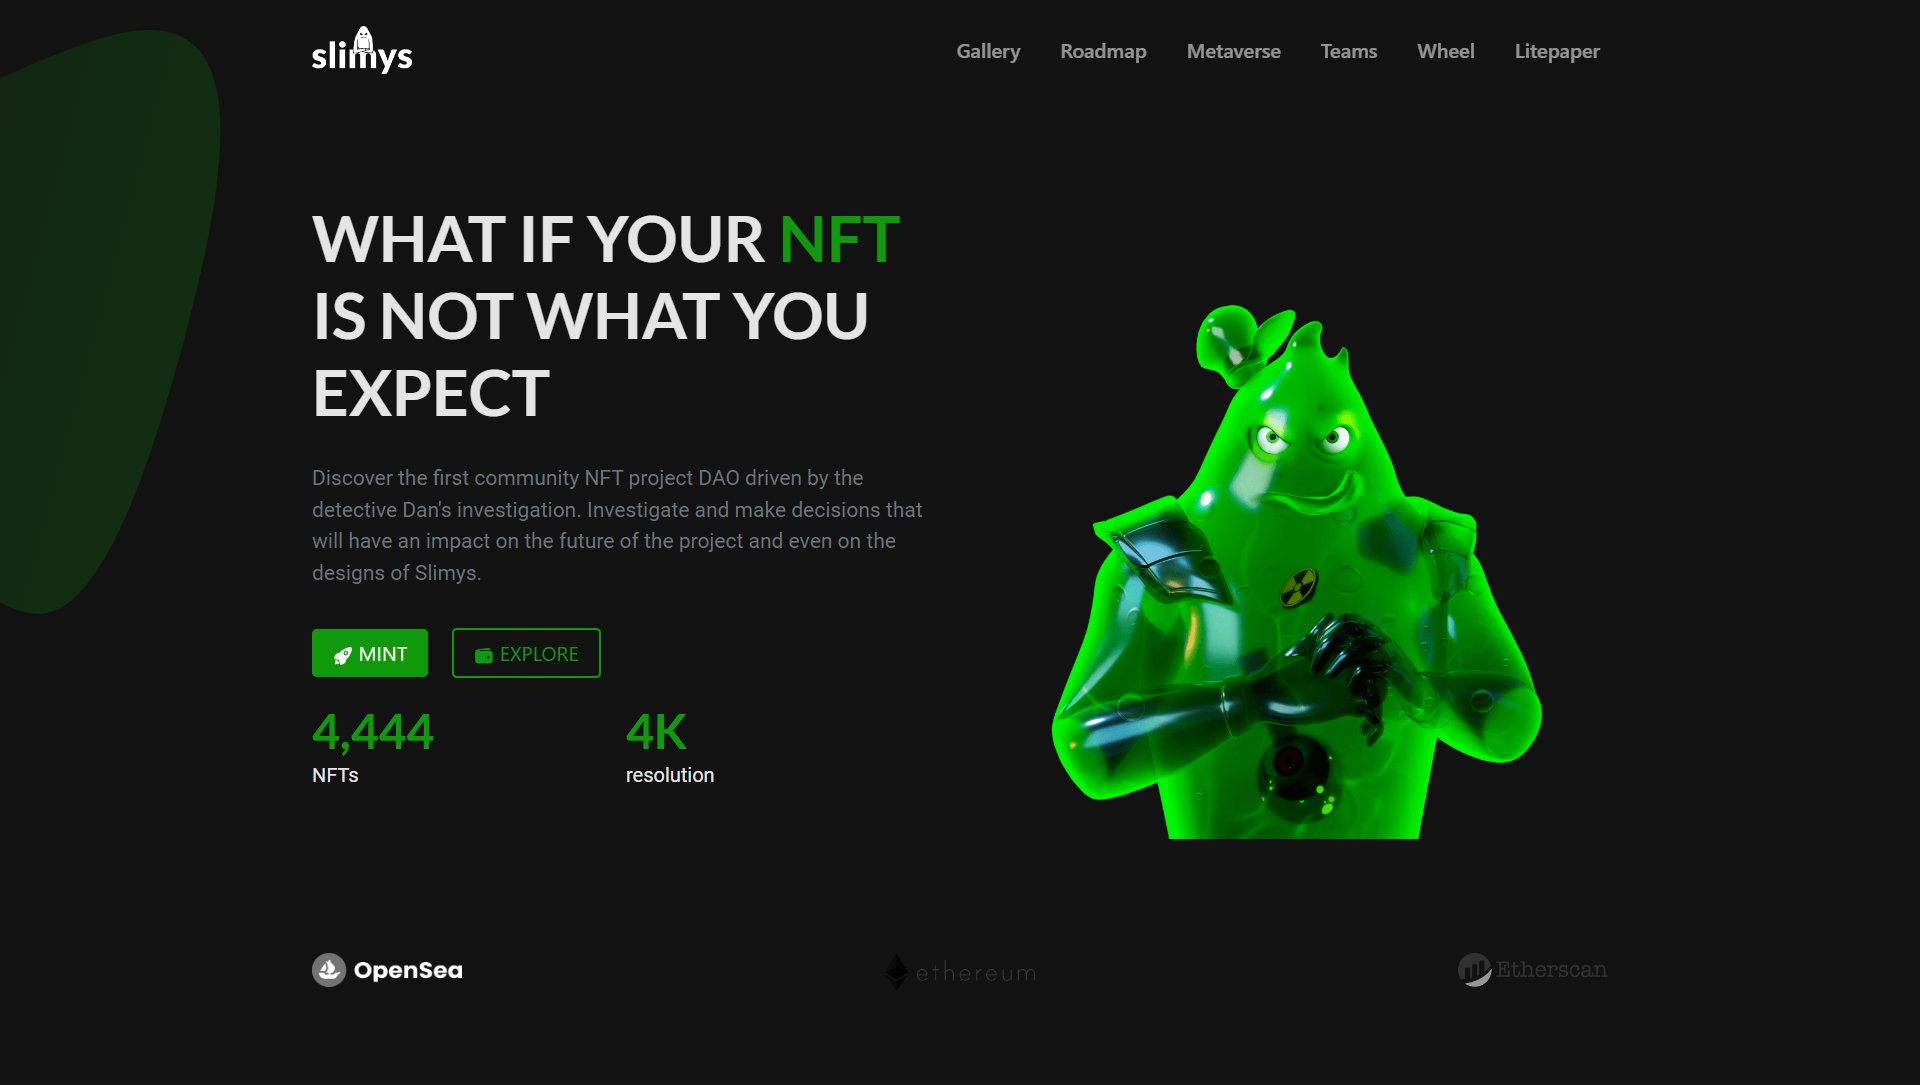 slimys
Gallery Roadmap Metaverse Teams Wheel Litepaper
WHAT IF YOUR NFT
IS NOT WHAT YOU
EXPECT
Discover the first community NFT project DAO driven by the
detective Dan's investigation. Investigate and make decisions that
will have an impact on the future of the project and even on the
designs of Slimys.
MINT EXPLORE
4,444 4K
NFTs resolution
OpenSea ethereum Etherscan